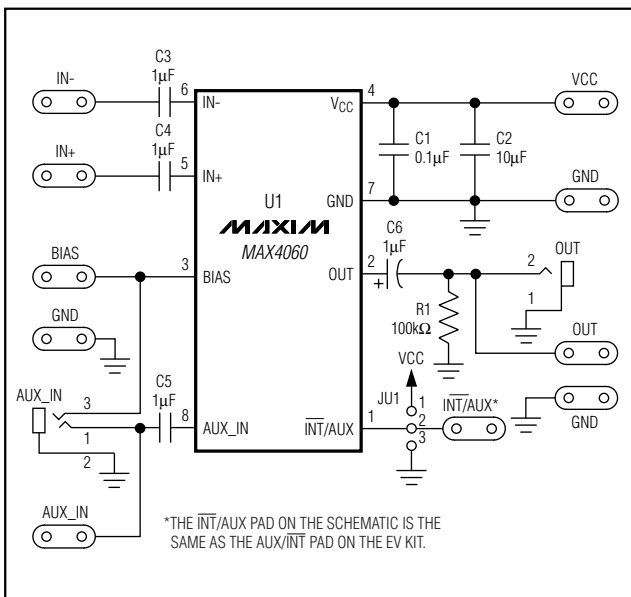 IN-
C3
1µF
6
IN-
C4
1µF
IN+
5
IN+
BIAS
3
BIAS
GND
AUX_IN
3
1
2
C5
1µF
8
AUX_IN
AUX_IN
U1
MAXIM
MAX4060
4
VCC
VCC
C1
0.1µF
C2
10µF
GND
7
GND
C6
1µF
2
OUT
+
R1
100kΩ
2
OUT
1
OUT
VCC
JU1
1
2
3
1
INT/AUX
INT/AUX*
GND
*THE INT/AUX PAD ON THE SCHEMATIC IS THE
SAME AS THE AUX/INT PAD ON THE EV KIT.